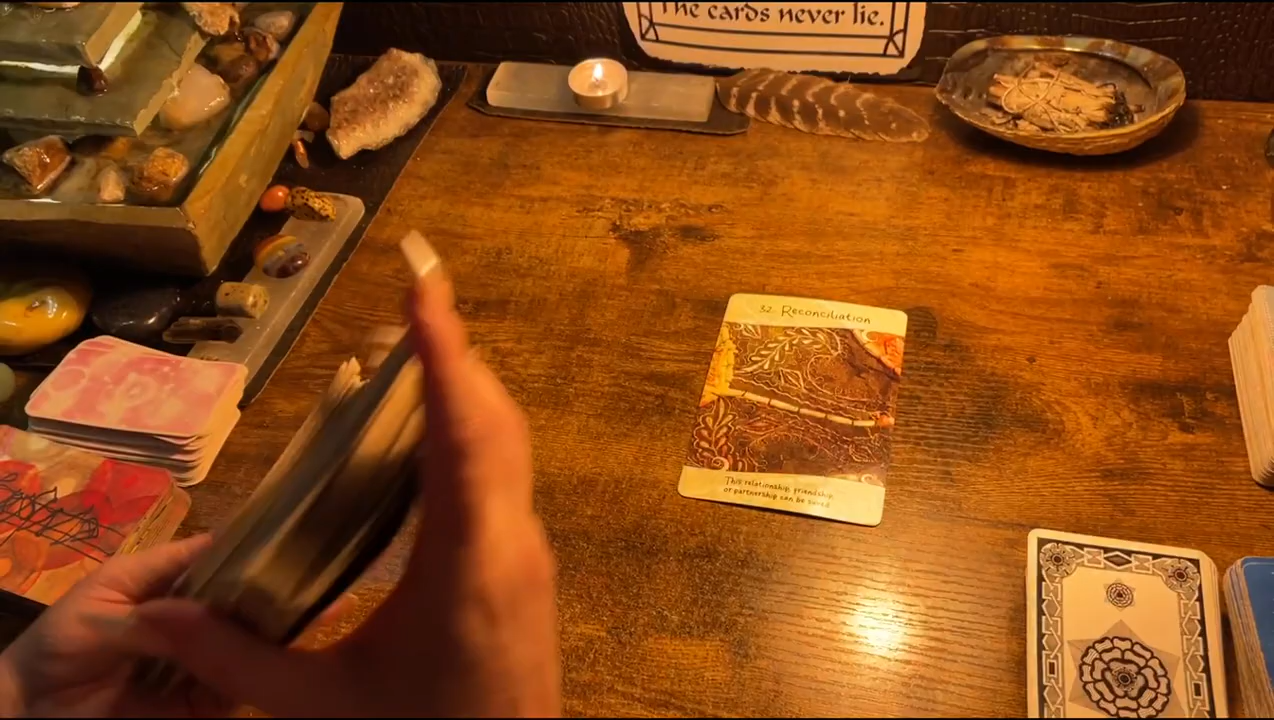 The cards never lie.
32. Reconciliation
This relationship, friendship,
or partnership can be saved.